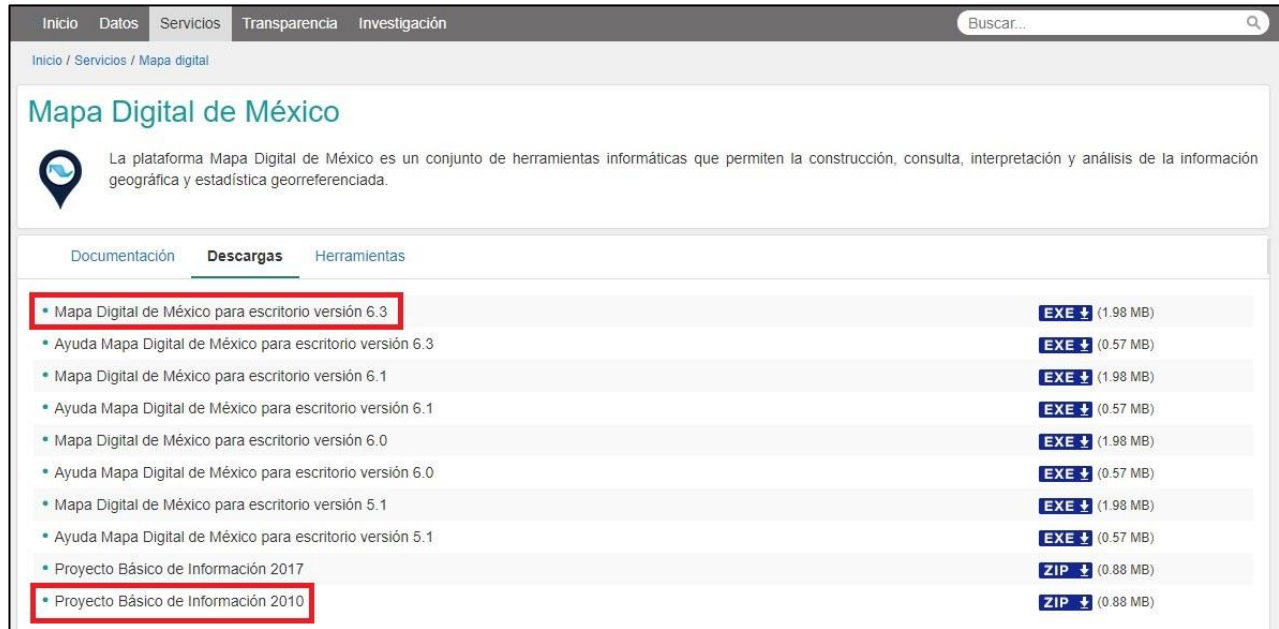 Inicio Datos Servicios Transparencia Investigación Buscar...
Inicio / Servicios / Mapa digital
Mapa Digital de México
La plataforma Mapa Digital de México es un conjunto de herramientas informáticas que permiten la construcción, consulta, interpretación y análisis de la información
geográfica y estadística georreferenciada.
Documentación Descargas Herramientas
• Mapa Digital de México para escritorio versión 6.3 EXE (1.98 MB)
• Ayuda Mapa Digital de México para escritorio versión 6.3 EXE (0.57 MB)
• Mapa Digital de México para escritorio versión 6.1 EXE (1.98 MB)
• Ayuda Mapa Digital de México para escritorio versión 6.1 EXE (0.57 MB)
• Mapa Digital de México para escritorio versión 6.0 EXE (1.98 MB)
• Ayuda Mapa Digital de México para escritorio versión 6.0 EXE (0.57 MB)
• Mapa Digital de México para escritorio versión 5.1 EXE (1.98 MB)
• Ayuda Mapa Digital de México para escritorio versión 5.1 EXE (0.57 MB)
• Proyecto Básico de Información 2017 ZIP (0.88 MB)
• Proyecto Básico de Información 2010 ZIP (0.88 MB)